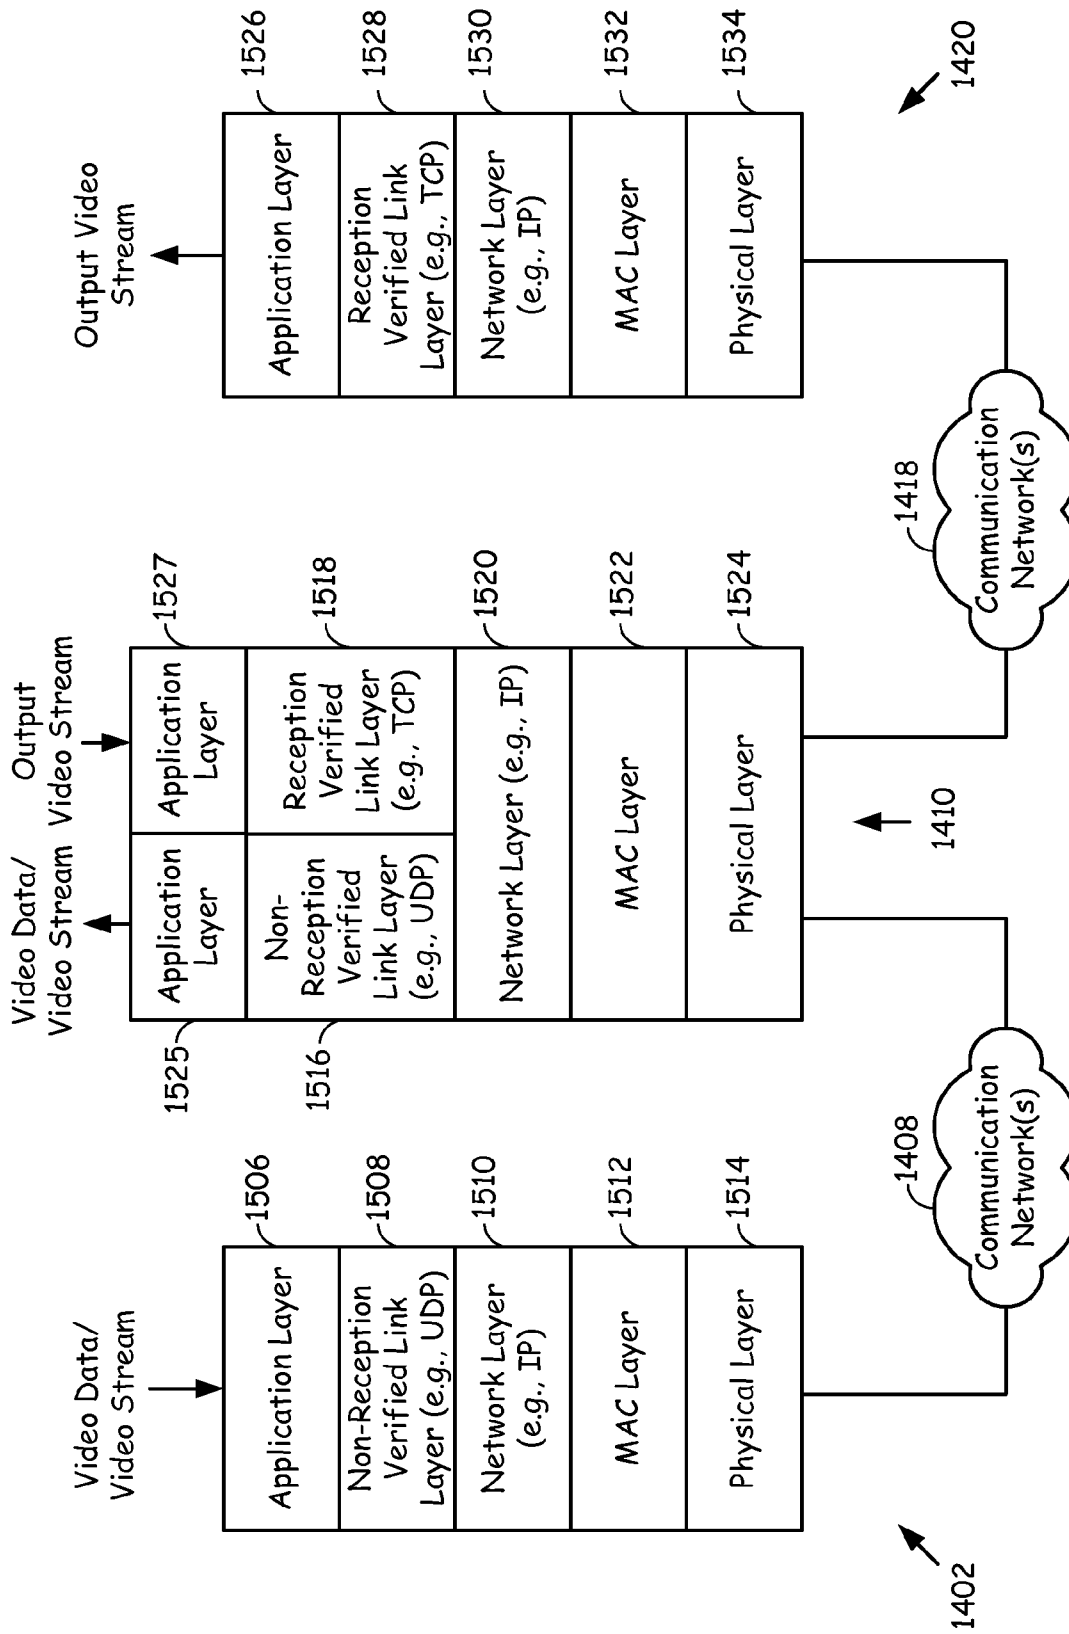 Video Data/
Video Stream
Application Layer
1506
Non-Reception
Verified Link
Layer (e.g., UDP)
1508
Network Layer
(e.g., IP)
1510
MAC Layer
1512
Physical Layer
1514
1402
Communication
Network(s)
1408
Video Data/
Video Stream
Output
Video Stream
Application
Layer
1525
Application
Layer
1527
Non-
Reception
Verified
Link Layer
(e.g., UDP)
1516
Reception
Verified
Link Layer
(e.g., TCP)
1518
Network Layer (e.g., IP)
1520
MAC Layer
1522
Physical Layer
1524
1410
Communication
Network(s)
1418
Output Video
Stream
Application Layer
1526
Reception
Verified Link
Layer (e.g., TCP)
1528
Network Layer
(e.g., IP)
1530
MAC Layer
1532
Physical Layer
1534
1420